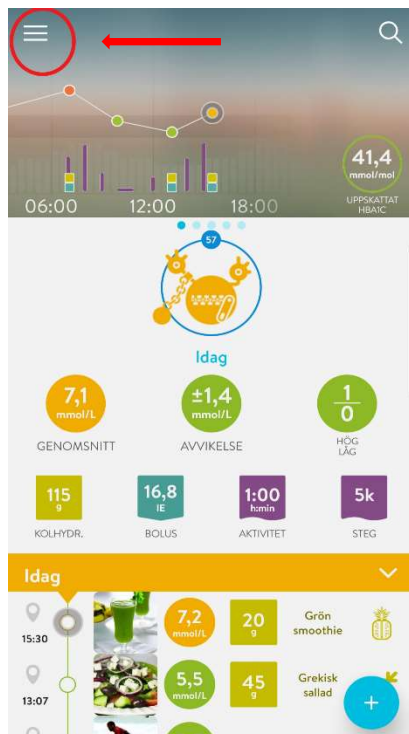 41,4
mmol/mol
06:00 12:00 18:00
UPPSKATTAT
HBA1C
57
Idag
7,1
mmol/L
±1,4
mmol/L
1
0
GENOMSNITT
AVVIKELSE
HÖG
LÅG
115
g
16,8
IE
1:00
h:min
5k
KOLHYDR.
BOLUS
AKTIVITET
STEG
Idag
15:30
7,2
mmol/L
20
g
Grön
smoothie
13:07
5,5
mmol/L
45
g
Grekisk
sallad
+